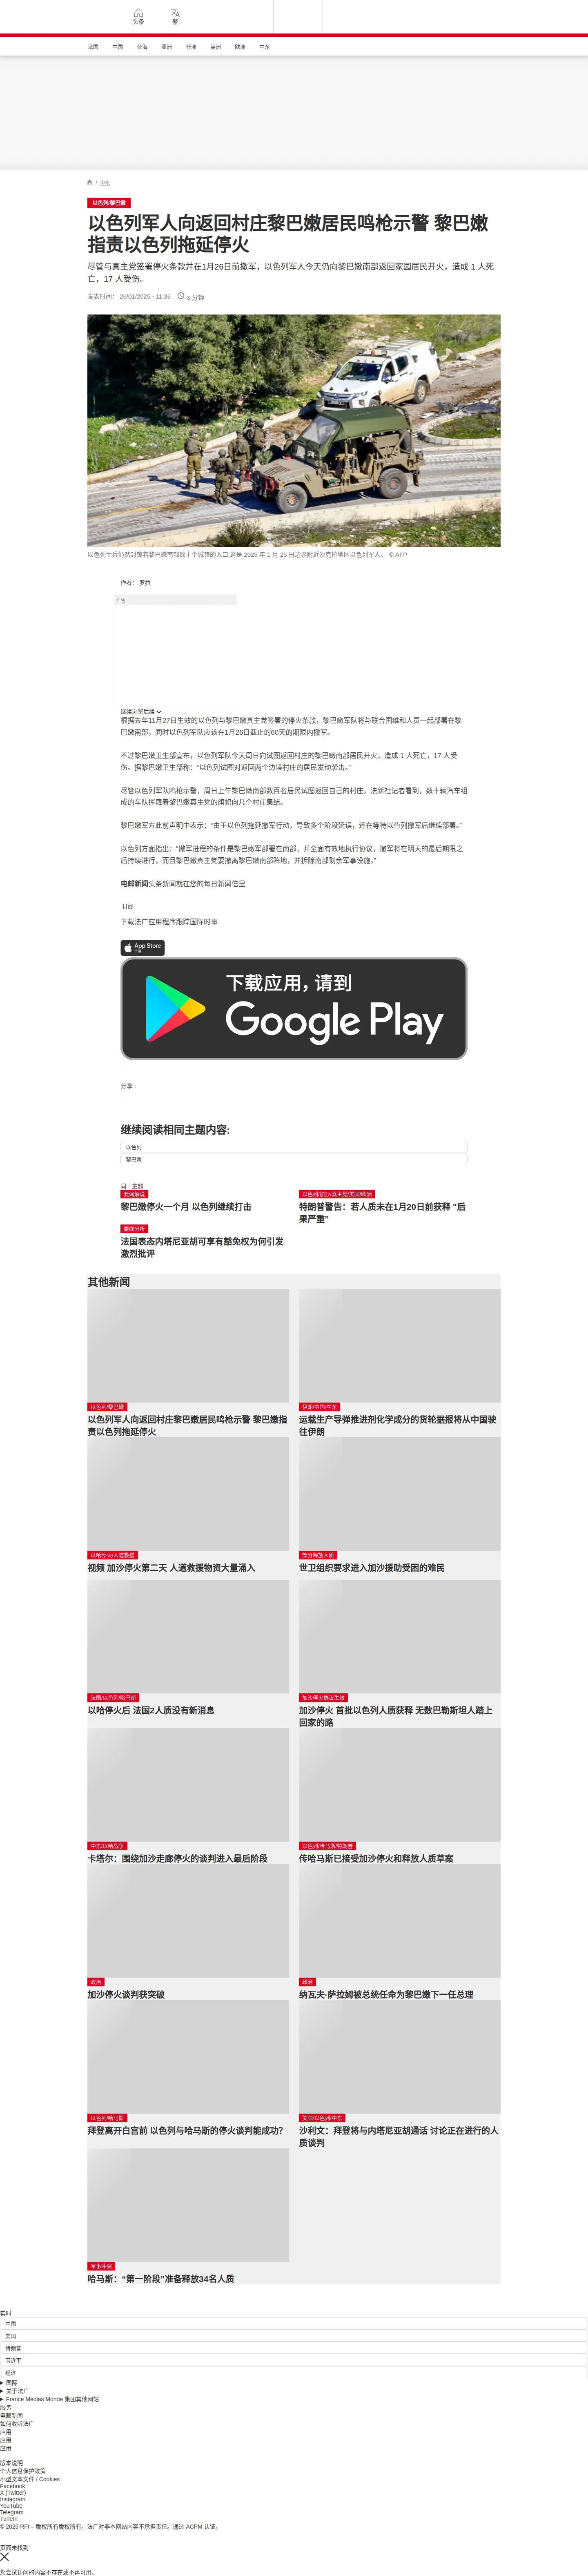 头条
繁
法国
中国
台海
亚洲
非洲
美洲
欧洲
中东
/ 中东
以色列/黎巴嫩
以色列军人向返回村庄黎巴嫩居民鸣枪示警 黎巴嫩
指责以色列拖延停火
尽管与真主党签署停火条款并在1月26日前撤军，以色列军人今天仍向黎巴嫩南部返回家园居民开火，造成 1 人死
亡，17 人受伤。
发表时间： 26/01/2025 - 11:36
3 分钟
以色列士兵仍然封锁着黎巴嫩南部数十个城镇的入口,这是 2025 年 1 月 25 日边界附近沙克拉地区以色列军人。 © AFP
作者： 罗拉
广告
继续浏览后续
根据去年11月27日生效的以色列与黎巴嫩真主党签署的停火条款，黎巴嫩军队将与联合国维和人员一起部署在黎
巴嫩南部，同时以色列军队应该在1月26日截止的60天的期限内撤军。
不过黎巴嫩卫生部宣布，以色列军队今天周日向试图返回村庄的黎巴嫩南部居民开火，造成 1 人死亡，17 人受
伤。据黎巴嫩卫生部称：“以色列试图对返回两个边境村庄的居民发动袭击。”
尽管以色列军队鸣枪示警，周日上午黎巴嫩南部数百名居民试图返回自己的村庄。法新社记者看到，数十辆汽车组
成的车队挥舞着黎巴嫩真主党的旗帜向几个村庄集结。
黎巴嫩军方此前声明中表示：“由于以色列拖延撤军行动，导致多个阶段延误，还在等待以色列撤军后继续部署。”
以色列方面指出：“撤军进程的条件是黎巴嫩军部署在南部，并全面有效地执行协议，撤军将在明天的最后期限之
后持续进行，而且黎巴嫩真主党要撤离黎巴嫩南部阵地，并拆除南部剩余军事设施。”
电邮新闻头条新闻就在您的每日新闻信里
订阅
下载法广应用程序跟踪国际时事
App Store
下载
下载应用，请到
Google Play
分享 :
继续阅读相同主题内容:
以色列
黎巴嫩
同一主题
要闻解说
黎巴嫩停火一个月 以色列继续打击
以色列/加沙/真主党/美国/欧洲
特朗普警告：若人质未在1月20日前获释 "后
果严重"
要闻分析
法国表态内塔尼亚胡可享有豁免权为何引发
激烈批评
其他新闻
以色列/黎巴嫩
以色列军人向返回村庄黎巴嫩居民鸣枪示警 黎巴嫩指
责以色列拖延停火
伊朗/中国/中东
运载生产导弹推进剂化学成分的货轮据报将从中国驶
往伊朗
以哈停火/人道救援
视频 加沙停火第二天 人道救援物资大量涌入
部分释放人质
世卫组织要求进入加沙援助受困的难民
法国/以色列/哈马斯
以哈停火后 法国2人质没有新消息
加沙停火协议生效
加沙停火 首批以色列人质获释 无数巴勒斯坦人踏上
回家的路
中东/以哈战争
卡塔尔：围绕加沙走廊停火的谈判进入最后阶段
以色列/哈马斯/特朗普
传哈马斯已接受加沙停火和释放人质草案
政治
加沙停火谈判获突破
政治
纳瓦夫·萨拉姆被总统任命为黎巴嫩下一任总理
以色列/哈马斯
拜登离开白宫前 以色列与哈马斯的停火谈判能成功？
美国/以色列/中东
沙利文：拜登将与内塔尼亚胡通话 讨论正在进行的人
质谈判
军事冲突
哈马斯：“第一阶段”准备释放34名人质
实时
中国
美国
特朗普
习近平
经济
国际
关于法广
France Médias Monde 集团其他网站
服务
电邮新闻
如何收听法广
应用
应用
应用
版本说明
个人信息保护政策
小型文本文件 / Cookies
Facebook
X (Twitter)
Instagram
YouTube
Telegram
TuneIn
© 2025 RFI – 版权所有版权所有。法广对非本网站内容不承担责任。通过 ACPM 认证。
页面未找到
您尝试访问的内容不存在或不再可用。